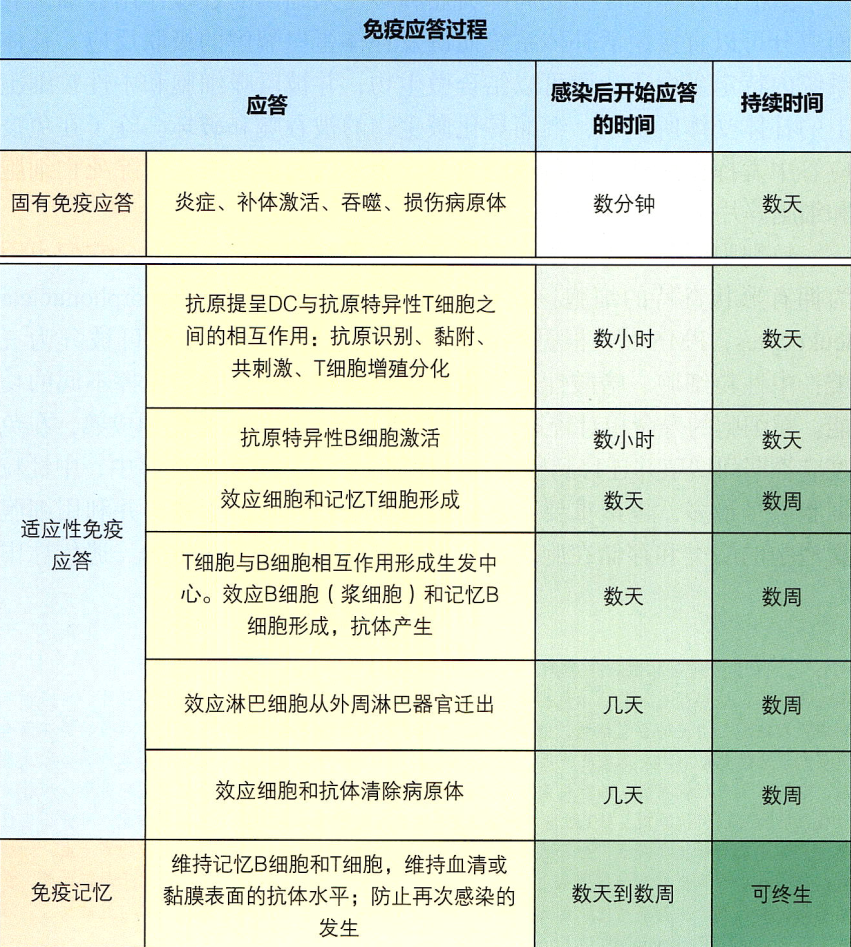 免疫应答过程
应答
感染后开始应答
的时间
持续时间
固有免疫应答
炎症、补体激活、吞噬、损伤病原体
数分钟
数天
适应性免疫
应答
抗原提呈DC与抗原特异性T细胞之
间的相互作用：抗原识别、黏附、
共刺激、T细胞增殖分化
数小时
数天
抗原特异性B细胞激活
数小时
数天
效应细胞和记忆T细胞形成
数天
数周
T细胞与B细胞相互作用形成生发中
心。效应B细胞（浆细胞）和记忆B
细胞形成，抗体产生
数天
数周
效应淋巴细胞从外周淋巴器官迁出
几天
数周
效应细胞和抗体清除病原体
几天
数周
免疫记忆
维持记忆B细胞和T细胞，维持血清或
黏膜表面的抗体水平；防止再次感染的
发生
数天到数周
可终生